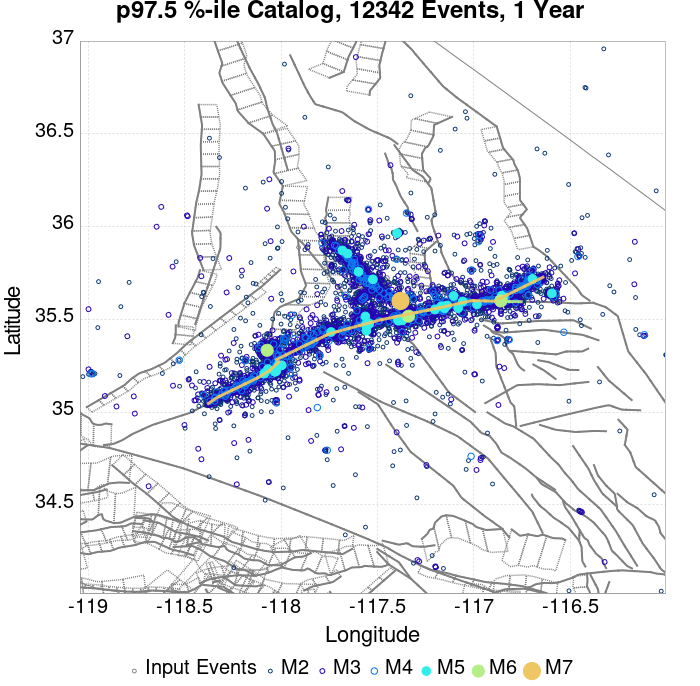 p97.5 %-ile Catalog, 12342 Events, 1 Year
37
36.5
36
35.5
35
34.5
Latitude
-119 -118.5 -118 -117.5 -117 -116.5
Longitude
Input Events M2 M3 M4 M5 M6 M7